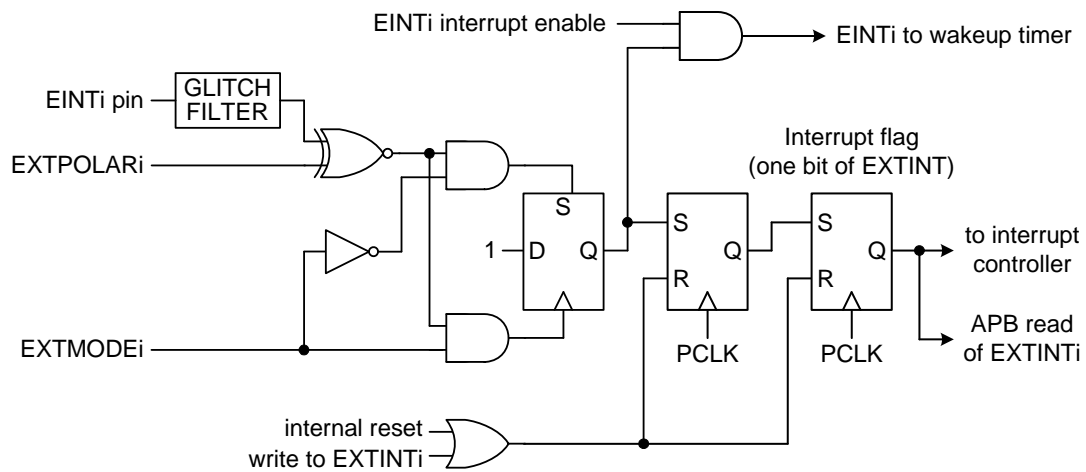 EINTi interrupt enable
EINTi to wakeup timer
GLITCH
FILTER
EINTi pin
Interrupt flag
(one bit of EXTINT)
EXTPOLARi
S
1
D
Q
S
Q
R
S
Q
R
to interrupt
controller
EXTMODEi
PCLK
PCLK
APB read
of EXTINTi
internal reset
write to EXTINTi